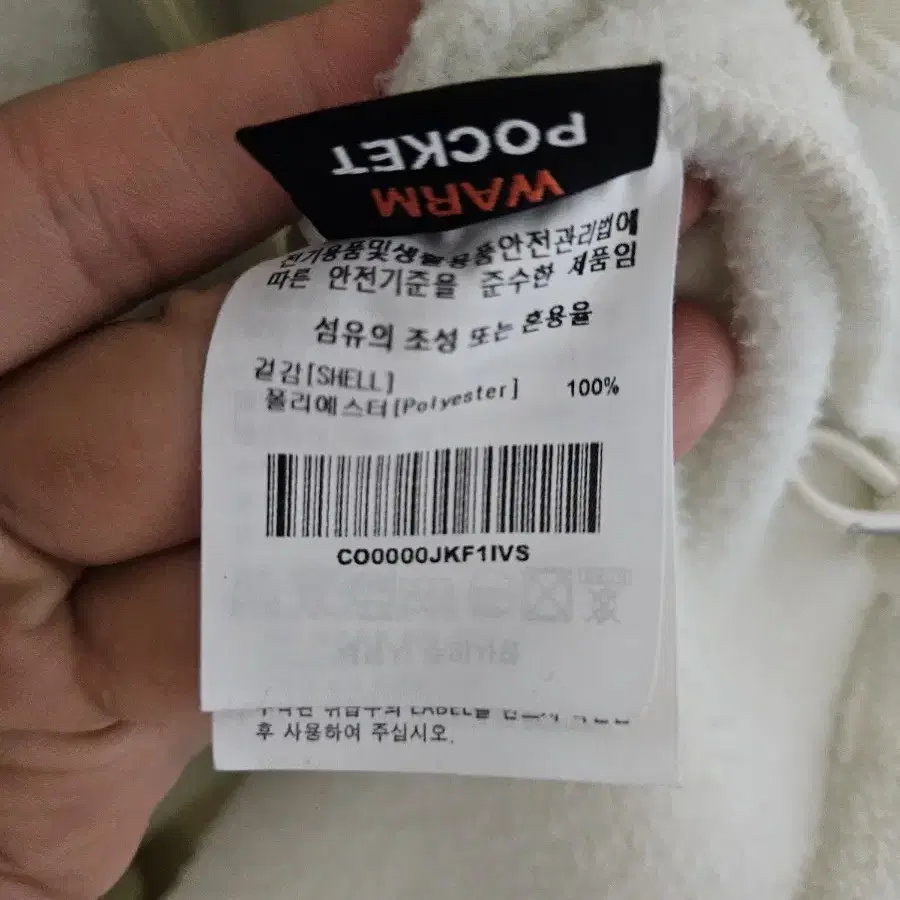 WARM
POCKET
전기용품및생활용품안전관리법에
따른 안전기준을 준수한 제품임
섬유의 조성 또는 혼용율
겉감[SHELL]
폴리에스터[Polyester] 100%
CO0000JKF1IVS
후 사용하여 주십시오.